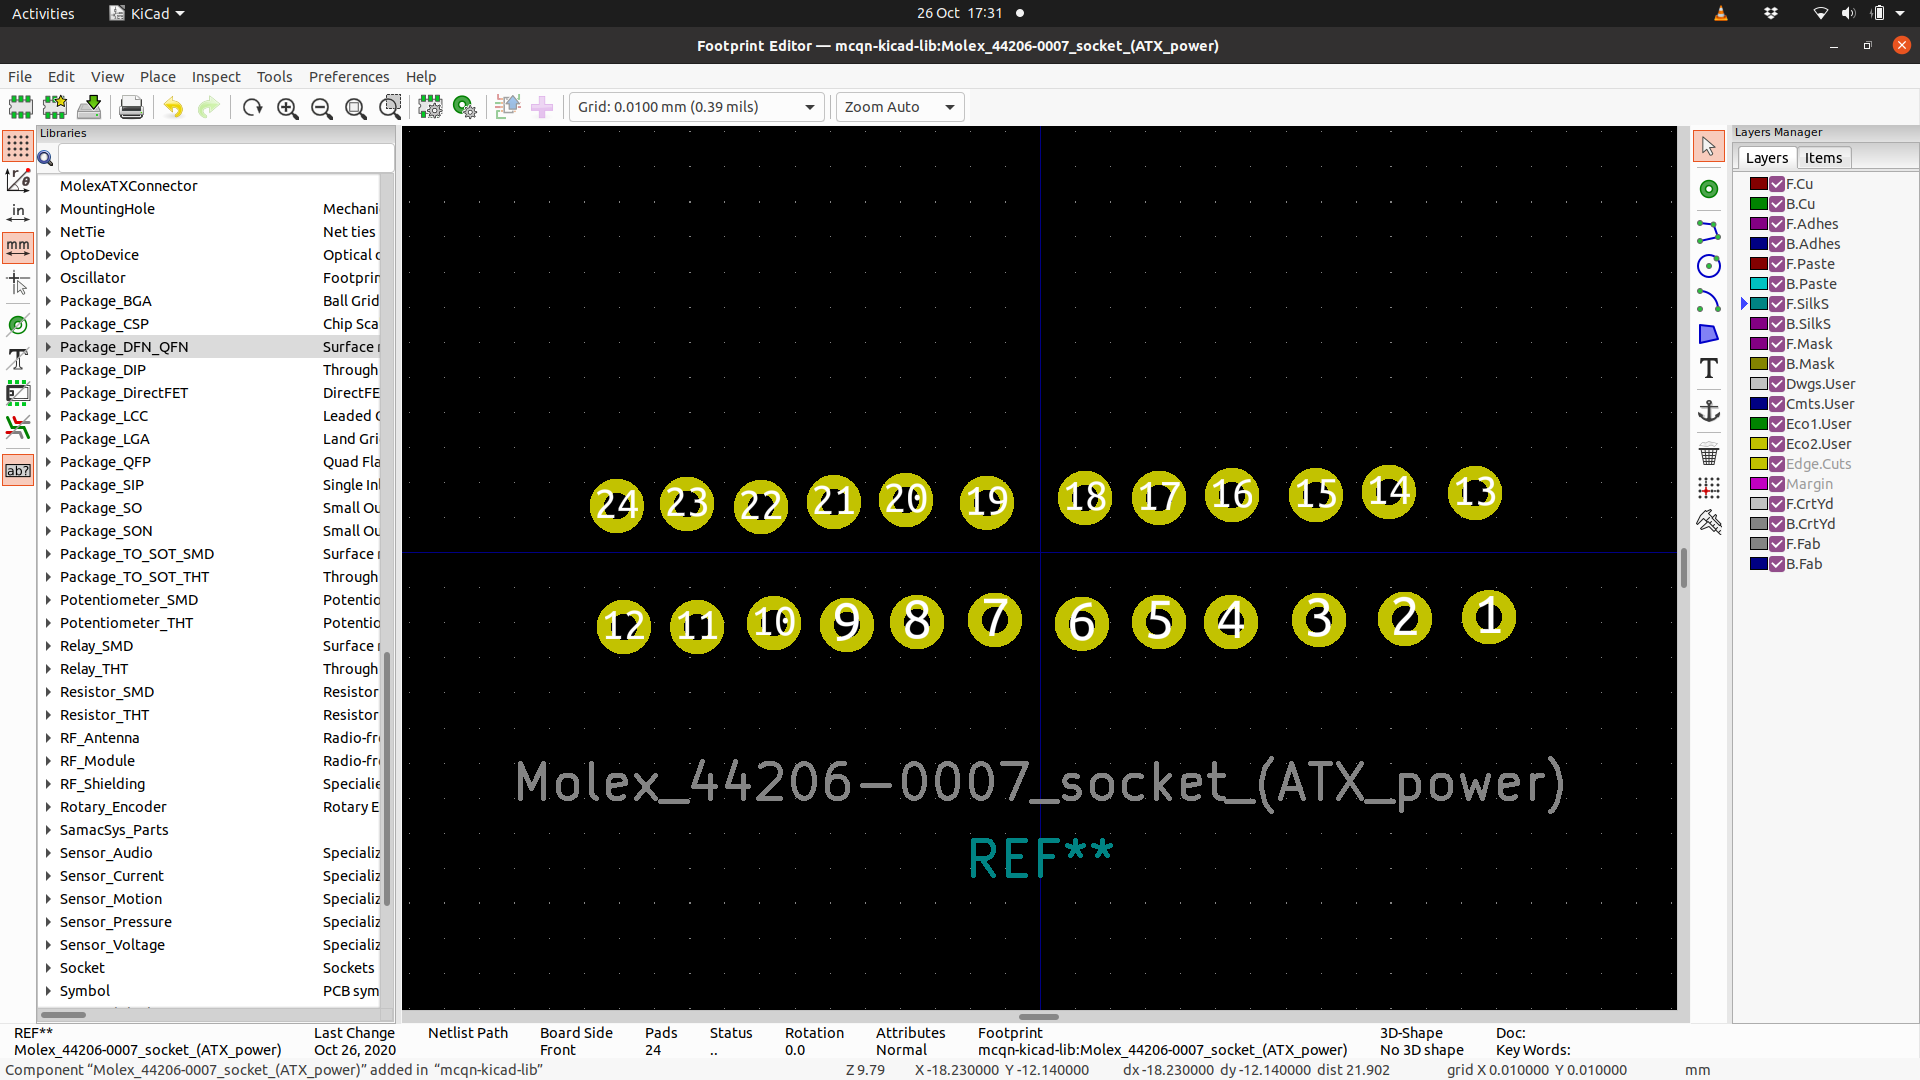 Activities KiCad 26 Oct 17:31
Footprint Editor — mcqn-kicad-lib:Molex_44206-0007_socket_(ATX_power)
File Edit View Place Inspect Tools Preferences Help
Grid: 0.0100 mm (0.39 mils) Zoom Auto
Libraries
MolexATXConnector
MountingHole Mechani
NetTie Net ties
OptoDevice Optical c
Oscillator Footprin
Package_BGA Ball Grid
Package_CSP Chip Sca
Package_DFN_QFN Surface r
Package_DIP Through
Package_DirectFET DirectFE
Package_LCC Leaded C
Package_LGA Land Gri
Package_QFP Quad Fla
Package_SIP Single Inl
Package_SO Small Ou
Package_SON Small Ou
Package_TO_SOT_SMD Surface r
Package_TO_SOT_THT Through
Potentiometer_SMD Potentio
Potentiometer_THT Potentio
Relay_SMD Surface r
Relay_THT Through
Resistor_SMD Resistor
Resistor_THT Resistor
RF_Antenna Radio-fr
RF_Module Radio-fr
RF_Shielding Specialie
Rotary_Encoder Rotary E
SamacSys_Parts
Sensor_Audio Specializ
Sensor_Current Specializ
Sensor_Motion Specializ
Sensor_Pressure Specializ
Sensor_Voltage Specializ
Socket Sockets
Symbol PCB sym
in
mm
ab?
24 23 22 21 20 19 18 17 16 15 14 13
12 11 10 9 8 7 6 5 4 3 2 1
Molex_44206-0007_socket_(ATX_power)
REF**
T
Layers Manager
Layers Items
F.Cu
B.Cu
F.Adhes
B.Adhes
F.Paste
B.Paste
F.SilkS
B.SilkS
F.Mask
B.Mask
Dwgs.User
Cmts.User
Eco1.User
Eco2.User
Edge.Cuts
Margin
F.CrtYd
B.CrtYd
F.Fab
B.Fab
REF** Last Change Netlist Path Board Side Pads Status Rotation Attributes Footprint 3D-Shape Doc:
Molex_44206-0007_socket_(ATX_power) Oct 26, 2020 Front 24 .. 0.0 Normal mcqn-kicad-lib:Molex_44206-0007_socket_(ATX_power) No 3D shape Key Words:
Component “Molex_44206-0007_socket_(ATX_power)” added in “mcqn-kicad-lib” Z 9.79 X -18.230000 Y -12.140000 dx -18.230000 dy -12.140000 dist 21.902 grid X 0.010000 Y 0.010000 mm